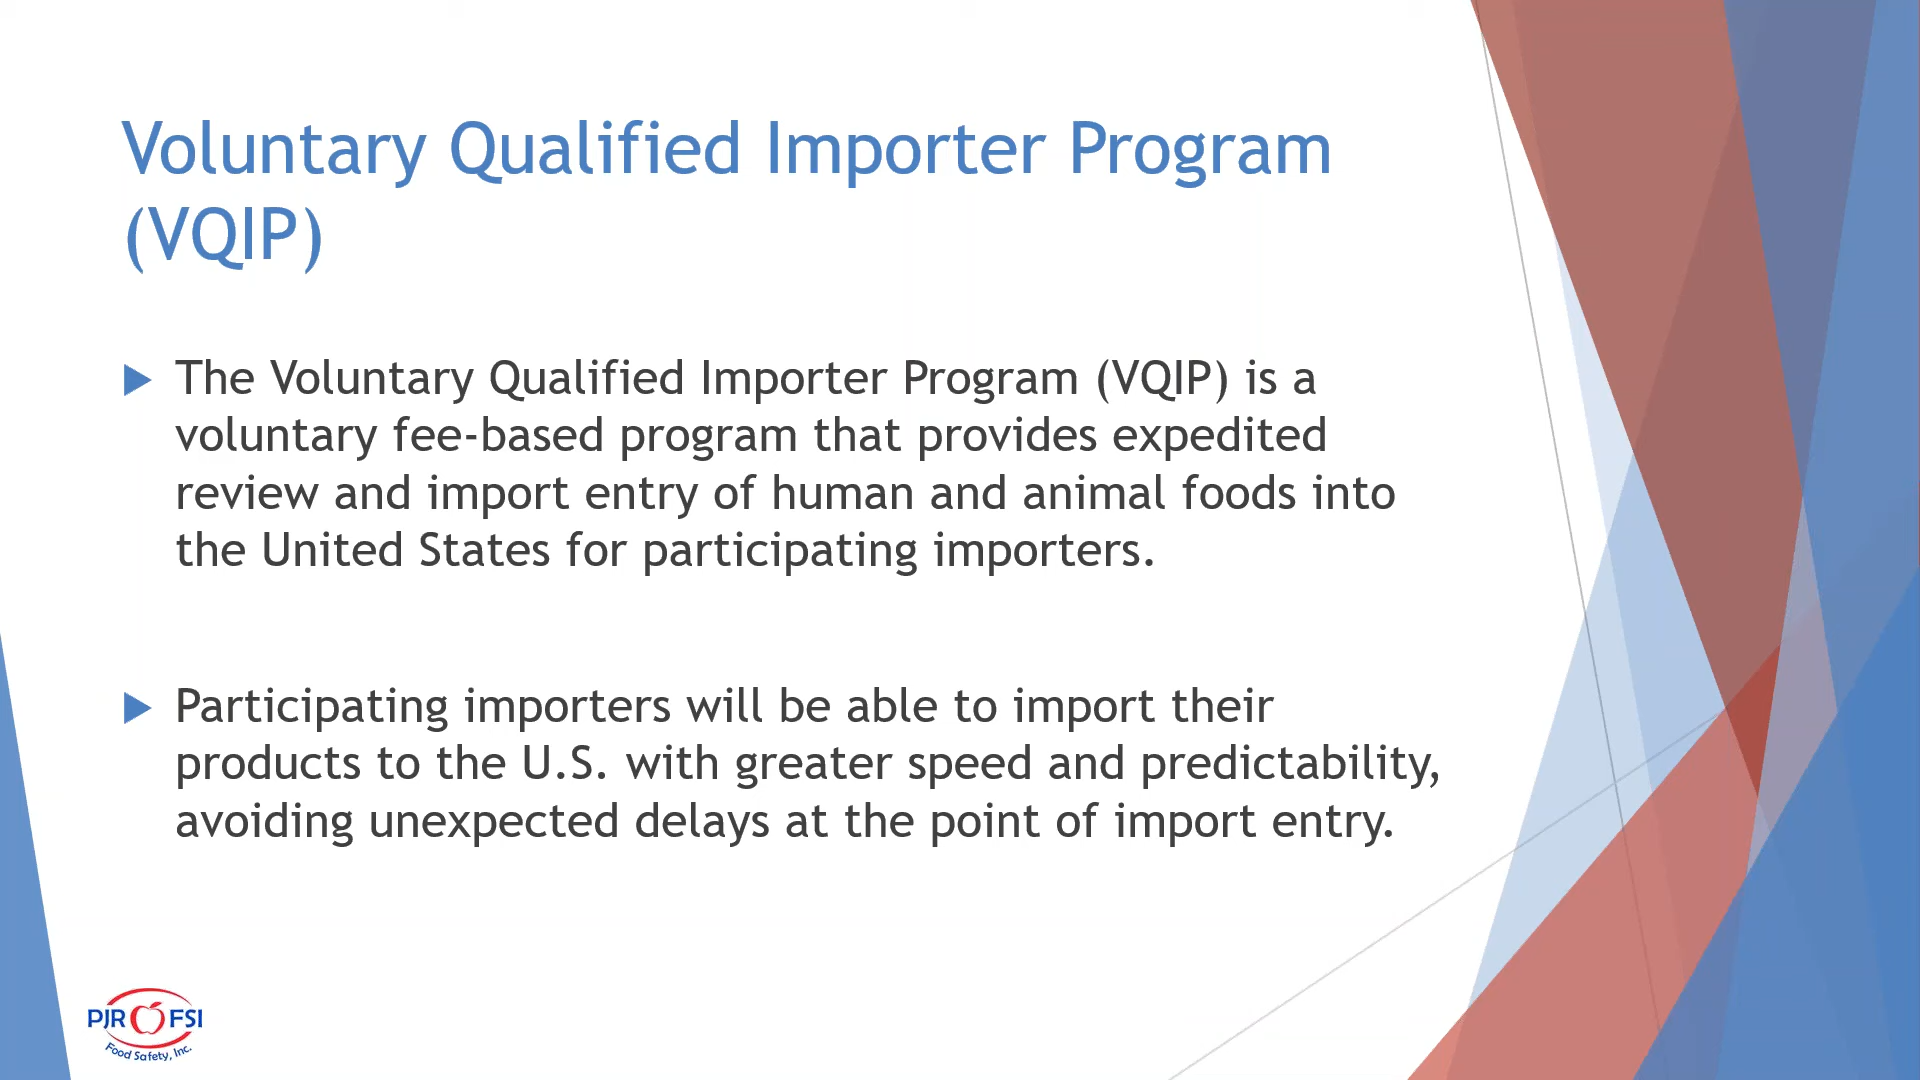 Voluntary Qualified Importer Program
(VQIP)
The Voluntary Qualified Importer Program (VQIP) is a
voluntary fee-based program that provides expedited
review and import entry of human and animal foods into
the United States for participating importers.
Participating importers will be able to import their
products to the U.S. with greater speed and predictability,
avoiding unexpected delays at the point of import entry.
PJR FSI
Food Safety, Inc.